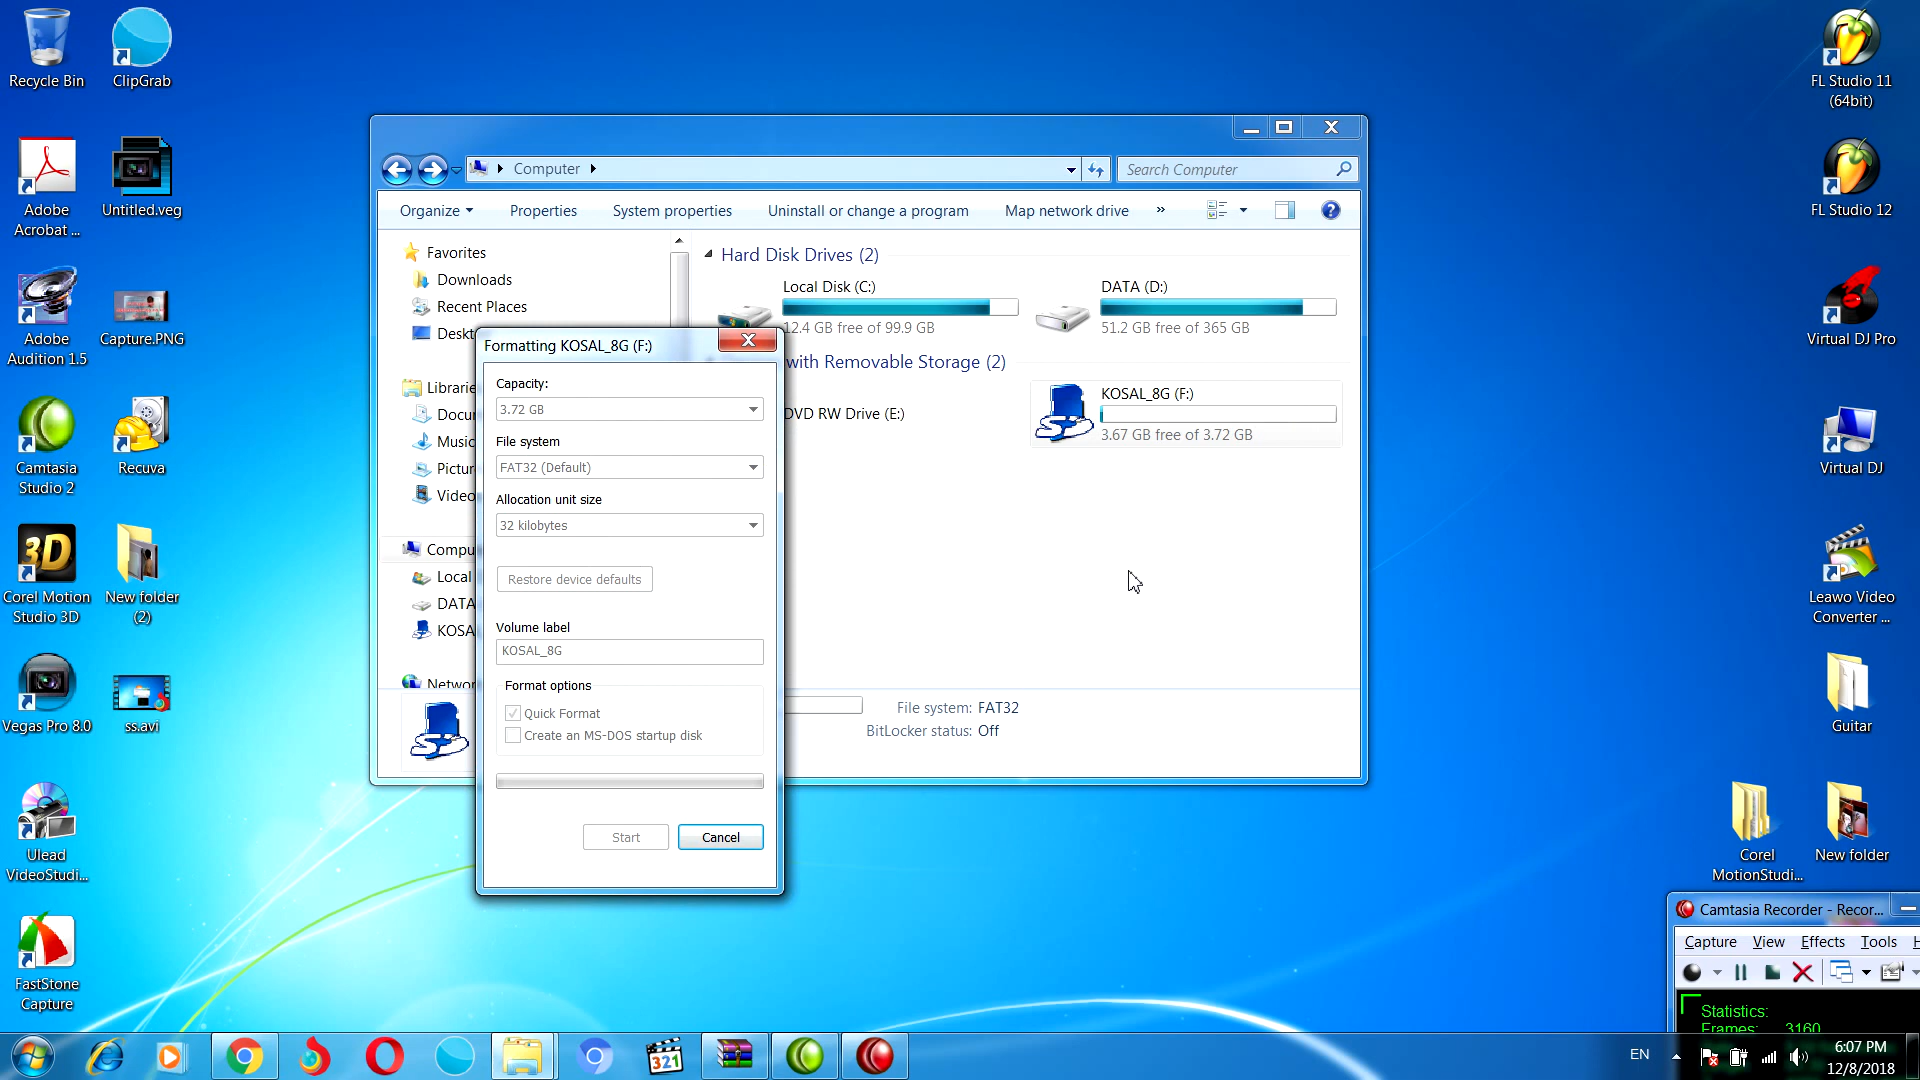 Recycle Bin
ClipGrab
Adobe
Acrobat ...
Untitled.veg
Adobe
Audition 1.5
Capture.PNG
Camtasia
Studio 2
Recuva
3D
Corel Motion
Studio 3D
New folder
(2)
Vegas Pro 8.0
ss.avi
Ulead
VideoStudi...
FastStone
Capture
Computer
Search Computer
Organize
Properties
System properties
Uninstall or change a program
Map network drive
»
Favorites
Downloads
Recent Places
Deskt
Librarie
Docu
Music
Pictur
Video
Compu
Local
DATA
KOSA
Networ
Hard Disk Drives (2)
Local Disk (C:)
12.4 GB free of 99.9 GB
DATA (D:)
51.2 GB free of 365 GB
with Removable Storage (2)
DVD RW Drive (E:)
KOSAL_8G (F:)
3.67 GB free of 3.72 GB
File system: FAT32
BitLocker status: Off
Formatting KOSAL_8G (F:)
Capacity:
3.72 GB
File system
FAT32 (Default)
Allocation unit size
32 kilobytes
Restore device defaults
Volume label
KOSAL_8G
Format options
Quick Format
Create an MS-DOS startup disk
Start
Cancel
FL Studio 11
(64bit)
FL Studio 12
Virtual DJ Pro
Virtual DJ
Leawo Video
Converter ...
Guitar
Corel
MotionStudi...
New folder
Camtasia Recorder - Recor...
Capture View Effects Tools H
Statistics:
Frames: 3160
321
EN
6:07 PM
12/8/2018